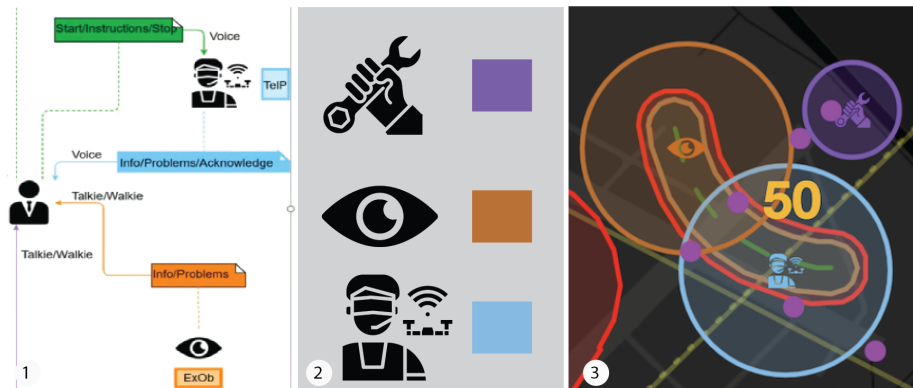 Start/Instructions/Stop
Voice
TelP
Voice
Info/Problems/Acknowledge
Talkie/Walkie
Talkie/Walkie
Info/Problems
ExOb
1
2
50
3